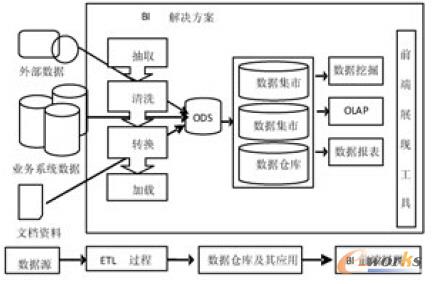 BI 解决方案
抽取
清洗
转换
加载
外部数据
业务系统数据
文档资料
ODS
数据集市
数据集市
数据仓库
数据挖掘
OLAP
数据报表
前端展现工具
数据源
ETL 过程
数据仓库及其应用
BI
works